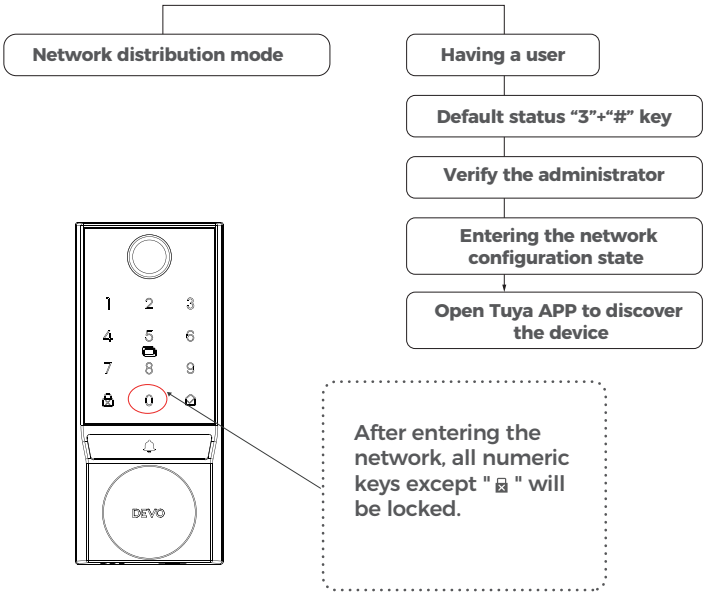 Network distribution mode
Having a user
Default status “3”+“#” key
Verify the administrator
Entering the network
configuration state
Open Tuya APP to discover
the device
1 2 3
4 5 6
7 8 9
0
DEVO
After entering the
network, all numeric
keys except " " will
be locked.